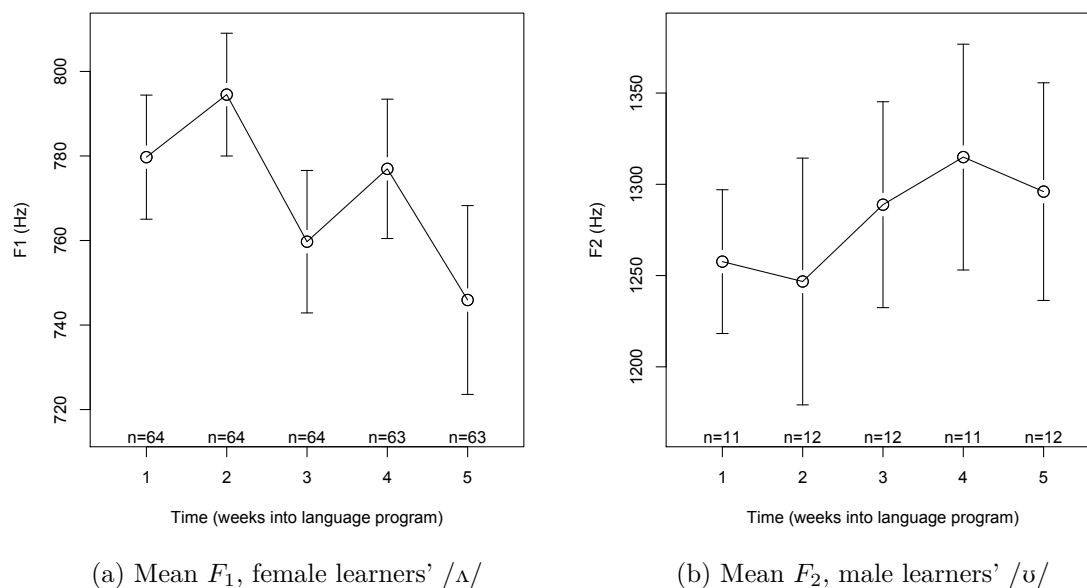 800
780
760
740
720
F1 (Hz)
n=64 n=64 n=64 n=63 n=63
1 2 3 4 5
Time (weeks into language program)
(a) Mean F₁, female learners’ /ʌ/
1350
1300
1250
1200
F2 (Hz)
n=11 n=12 n=12 n=11 n=12
1 2 3 4 5
Time (weeks into language program)
(b) Mean F₂, male learners’ /ʊ/